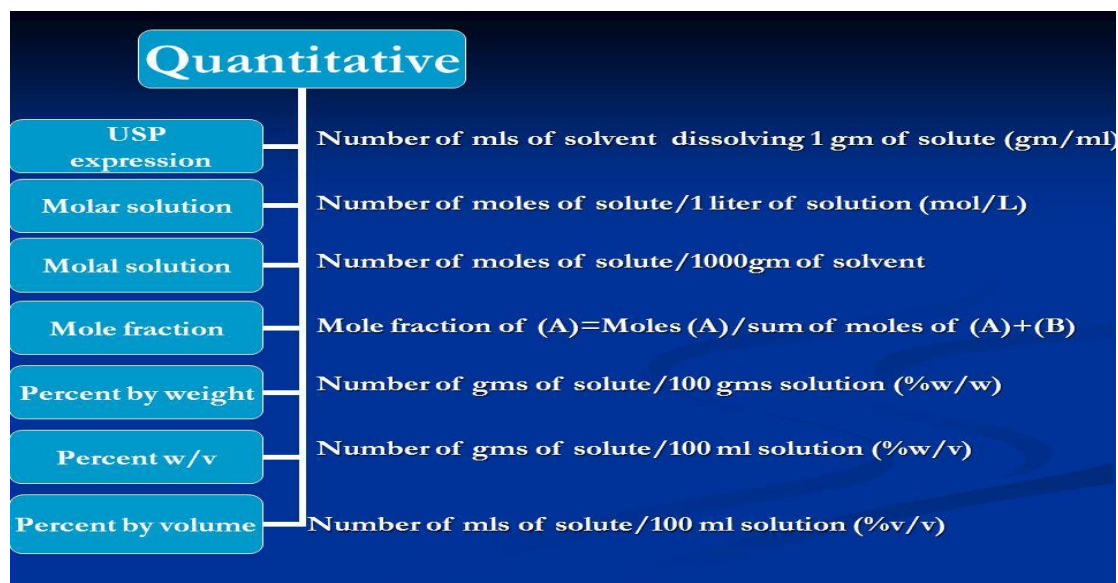 Quantitative
USP
expression
Number of mls of solvent dissolving 1 gm of solute (gm/ml)
Molar solution
Number of moles of solute/1 liter of solution (mol/L)
Molal solution
Number of moles of solute/1000gm of solvent
Mole fraction
Mole fraction of (A)=Moles (A)/sum of moles of (A)+(B)
Percent by weight
Number of gms of solute/100 gms solution (%w/w)
Percent w/v
Number of gms of solute/100 ml solution (%w/v)
Percent by volume
Number of mls of solute/100 ml solution (%v/v)